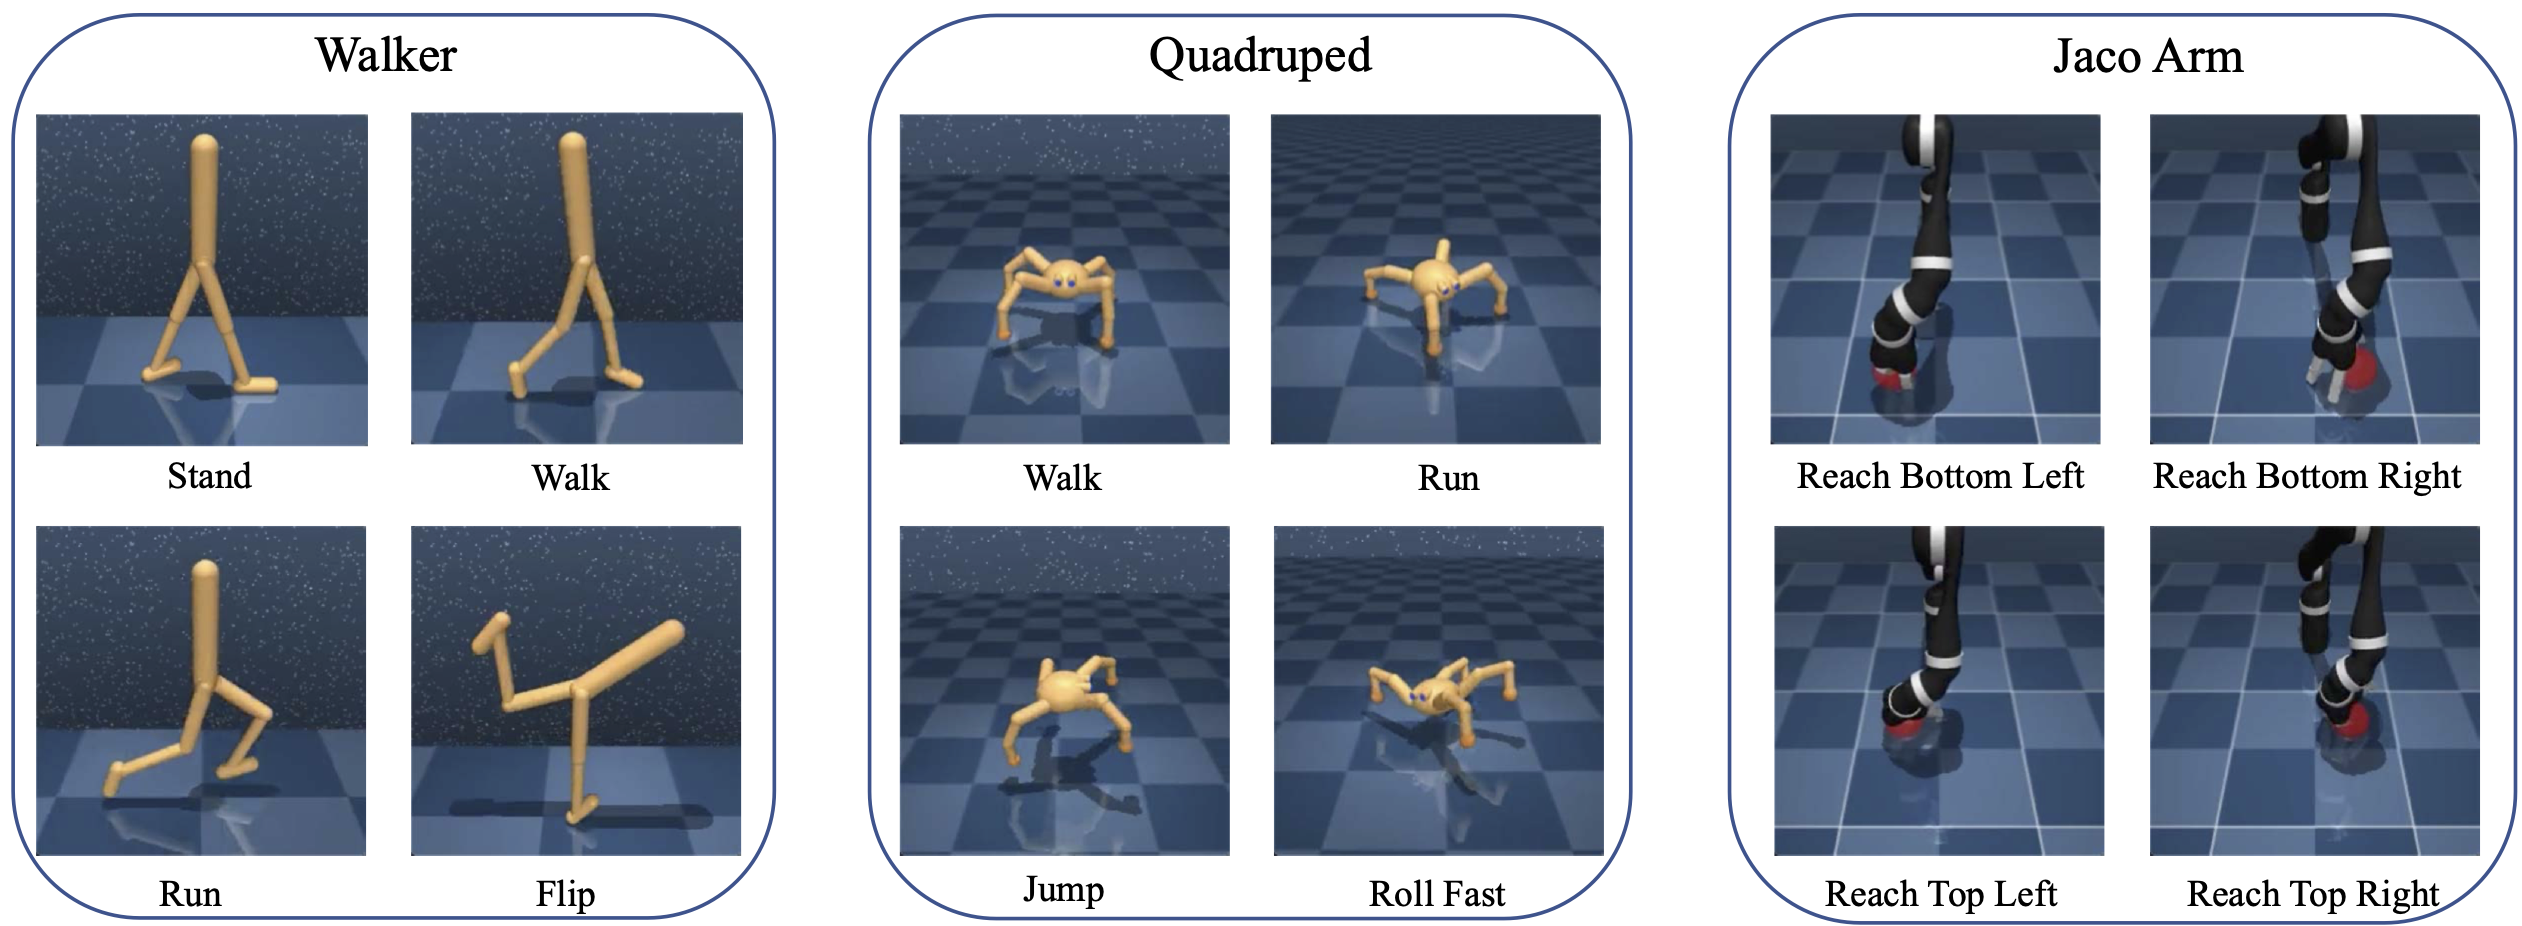 Walker
Stand
Walk
Run
Flip
Quadruped
Walk
Run
Jump
Roll Fast
Jaco Arm
Reach Bottom Left
Reach Bottom Right
Reach Top Left
Reach Top Right